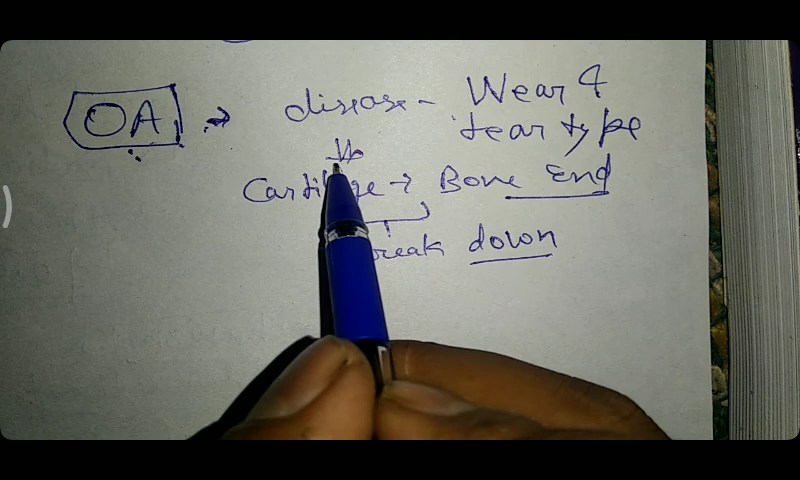 OA → disease - Wear &
tear type
Cartilage → Bone End
break down